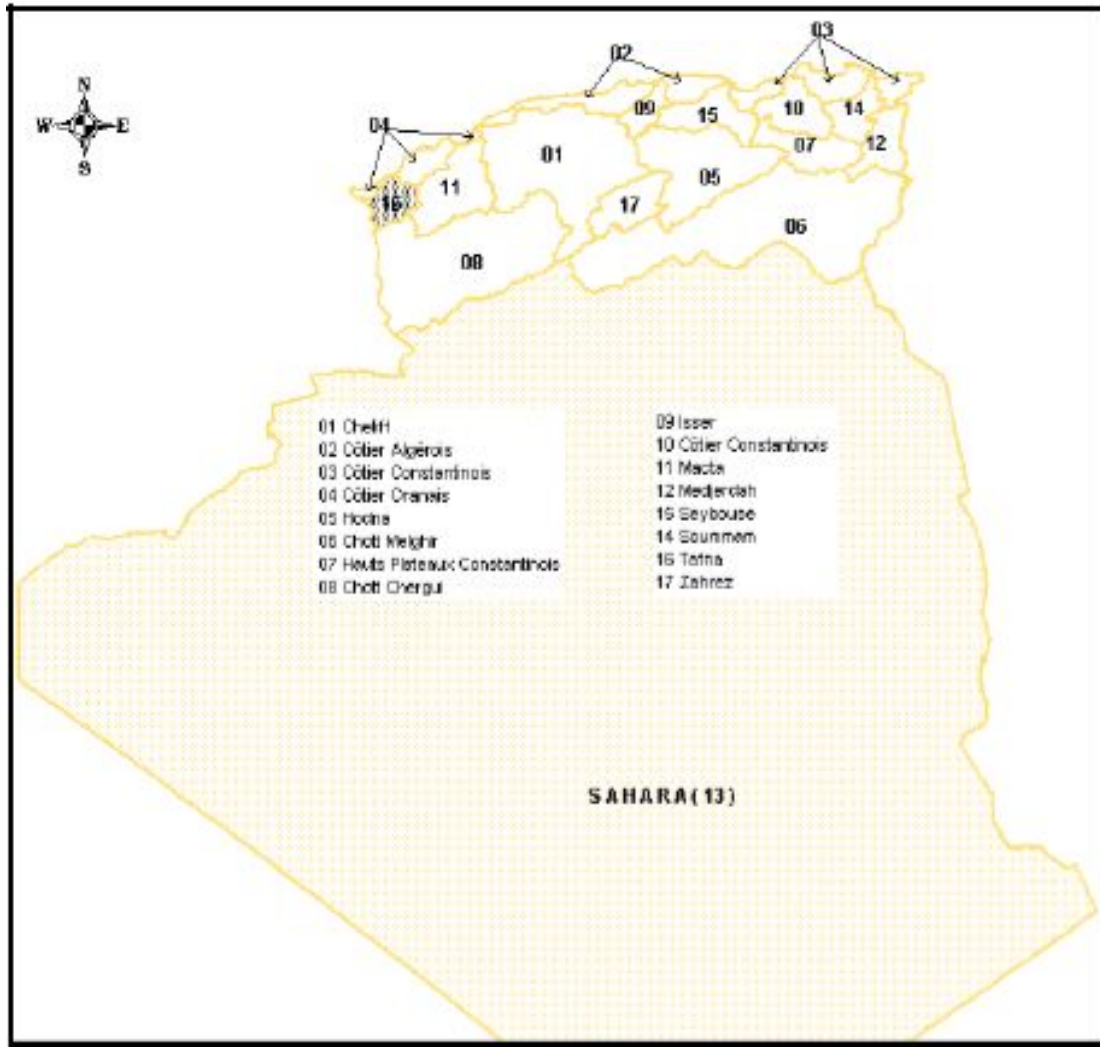 03
02
N
W E
S
04
09
15
10
14
07
12
01
11
16
05
17
06
08
01 Cheliff
02 Côtier Algérois
03 Côtier Constantinois
04 Côtier Oranais
05 Hodna
06 Chott Melghir
07 Hauts Plateaux Constantinois
08 Chott Chergui
09 Isser
10 Côtier Constantinois
11 Macta
12 Medjerdah
15 Seybouse
14 Soummam
16 Tafna
17 Zahrez
SAHARA(13)